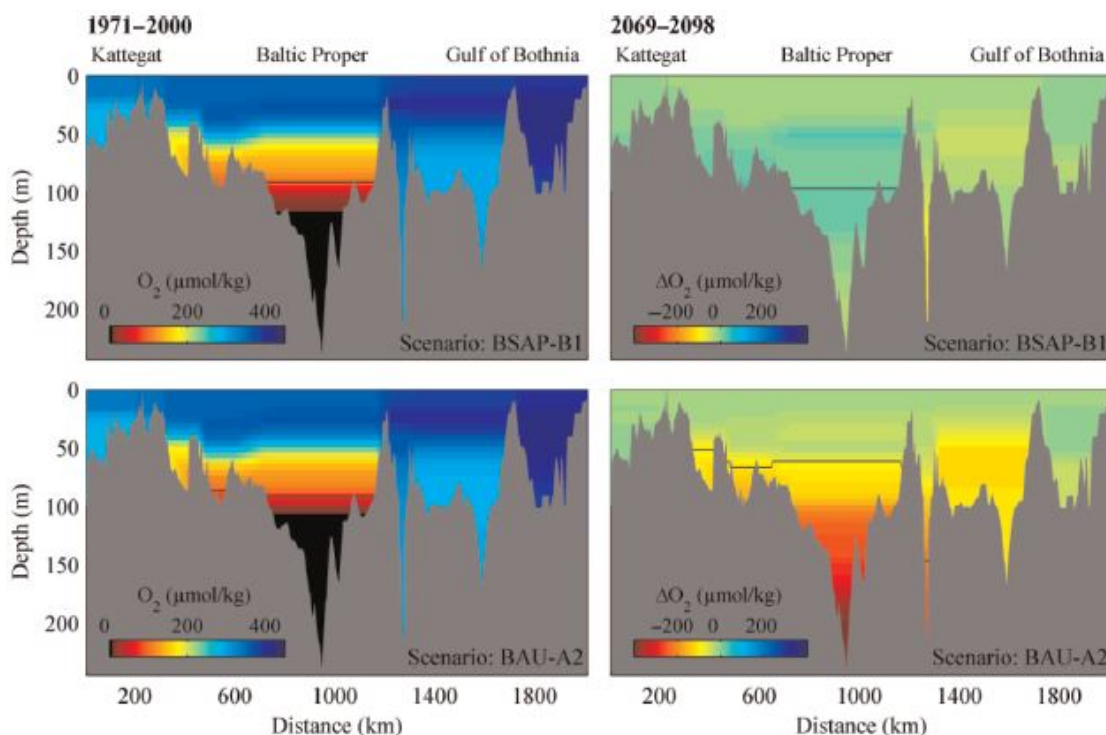 1971–2000
Kattegat Baltic Proper Gulf of Bothnia
2069–2098
Kattegat Baltic Proper Gulf of Bothnia
0
50
100
150
200
Depth (m)
O2 (µmol/kg)
0 200 400
Scenario: BSAP-B1
ΔO2 (µmol/kg)
−200 0 200
Scenario: BSAP-B1
0
50
100
150
200
Depth (m)
O2 (µmol/kg)
0 200 400
Scenario: BAU-A2
ΔO2 (µmol/kg)
−200 0 200
Scenario: BAU-A2
200 600 1000 1400 1800
Distance (km)
200 600 1000 1400 1800
Distance (km)